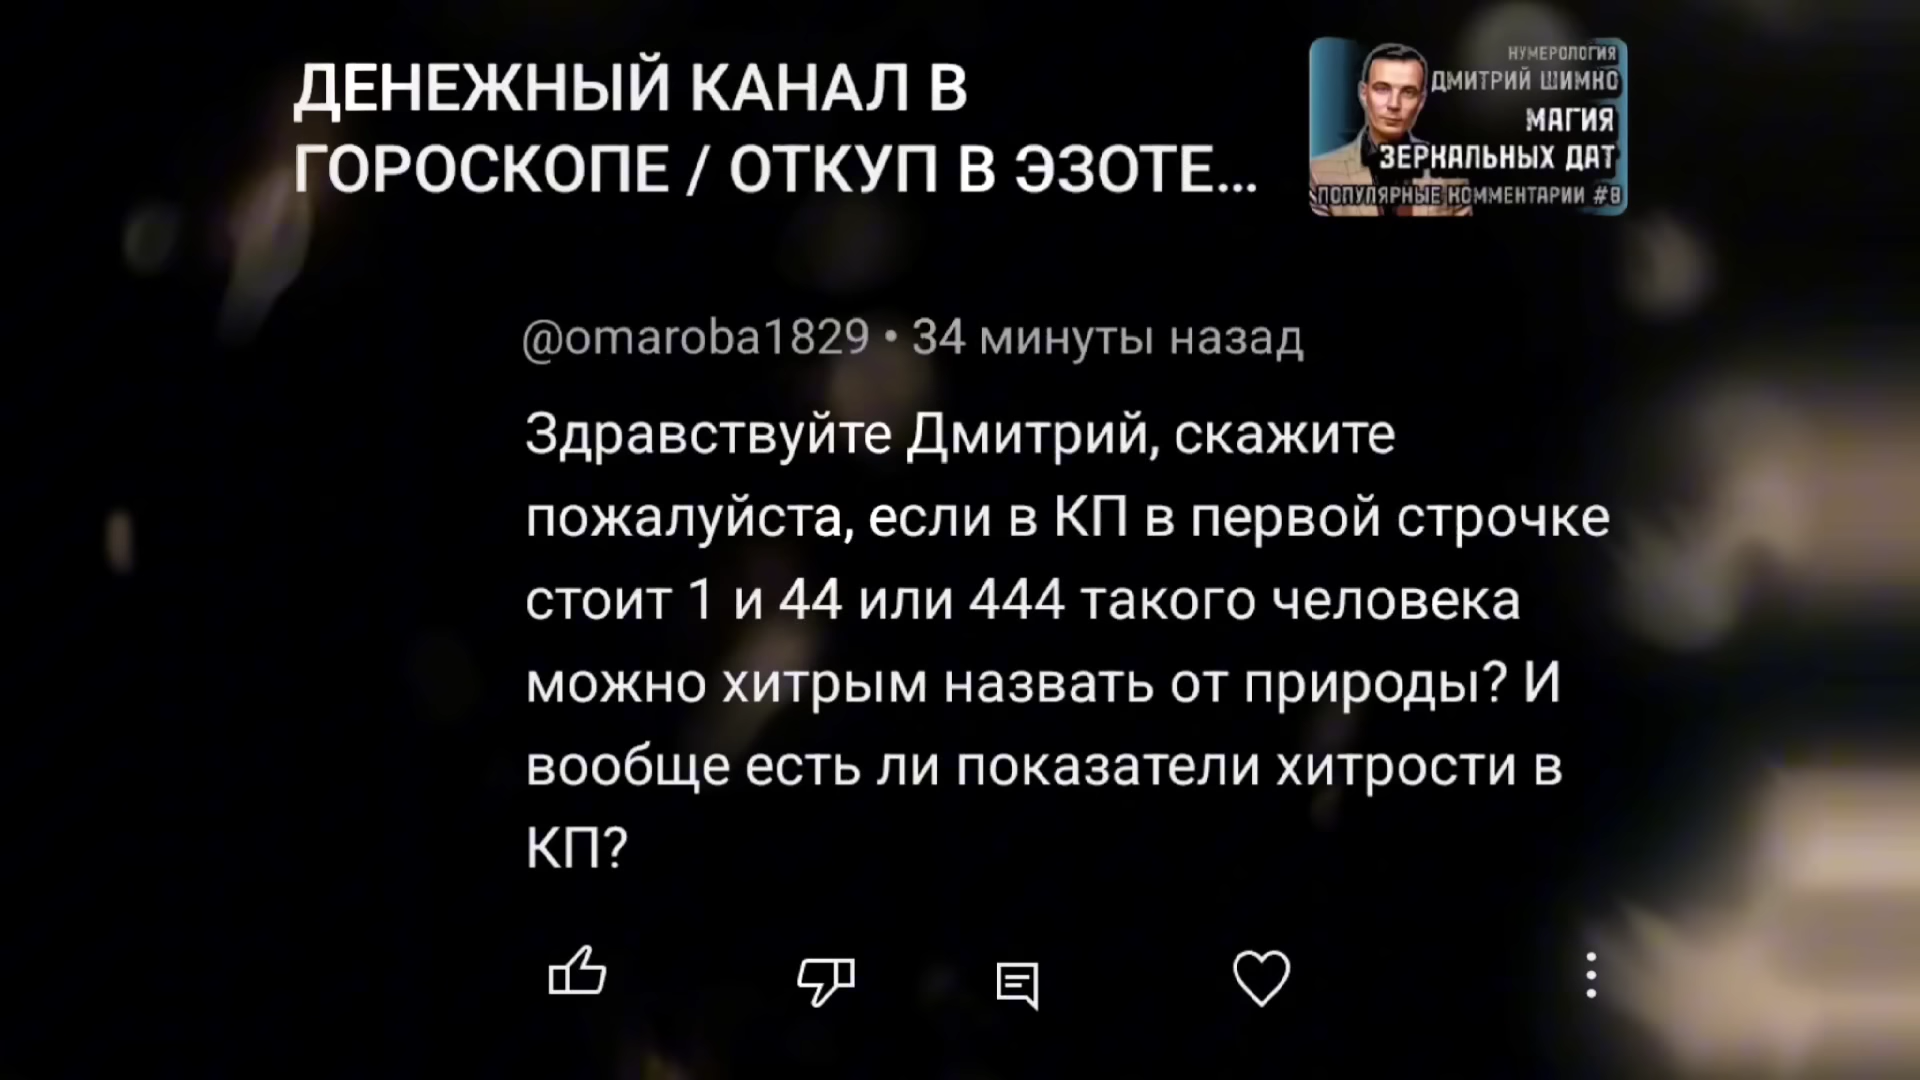 ДЕНЕЖНЫЙ КАНАЛ В
ГОРОСКОПЕ / ОТКУП В ЭЗОТЕ...
НУМЕРОЛОГИЯ
ДМИТРИЙ ШИМКО
МАГИЯ
ЗЕРКАЛЬНЫХ ДАТ
ПОПУЛЯРНЫЕ КОММЕНТАРИИ #8
@omaroba1829 • 34 минуты назад
Здравствуйте Дмитрий, скажите
пожалуйста, если в КП в первой строчке
стоит 1 и 44 или 444 такого человека
можно хитрым назвать от природы? И
вообще есть ли показатели хитрости в
КП?